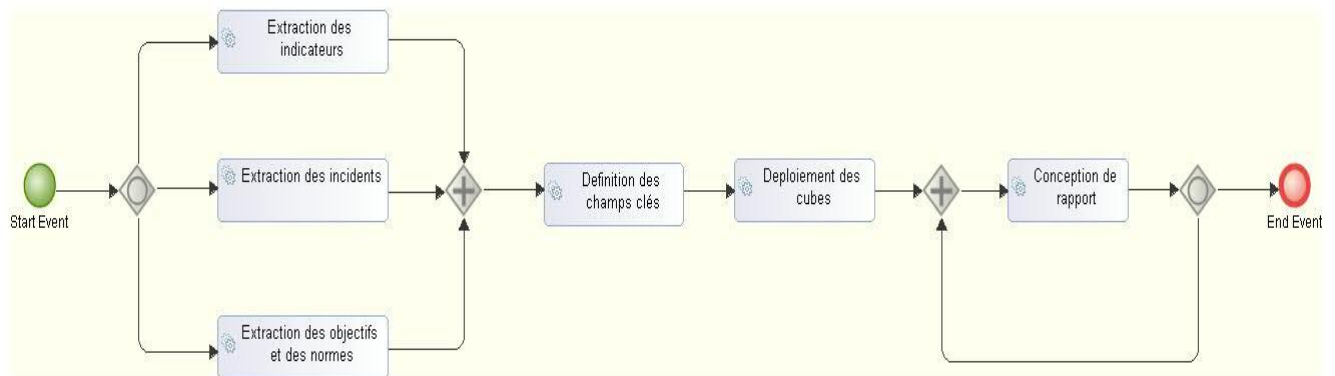 Extraction des
indicateurs
Start Event
Extraction des incidents
Extraction des objectifs
et des normes
Definition des
champs clés
Deploiement des
cubes
Conception de
rapport
End Event